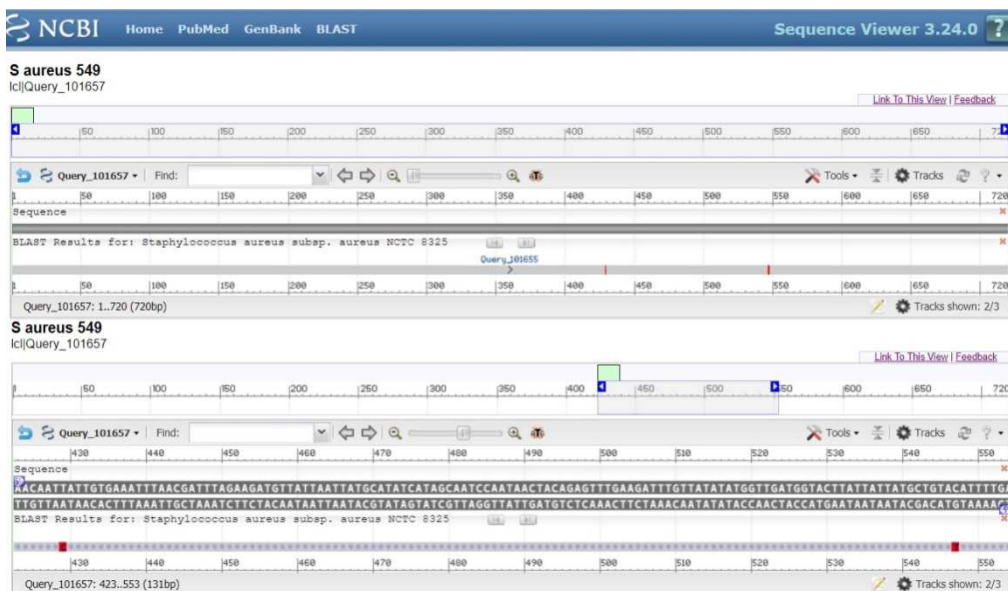 NCBI Home PubMed GenBank BLAST Sequence Viewer 3.24.0 ?
S aureus 549
lcl|Query_101657
Link To This View | Feedback
50 100 150 200 250 300 350 400 450 500 550 600 650
Query_101657 Find: Tools Tracks ?
1 50 100 150 200 250 300 350 400 450 500 550 600 650 720
Sequence
BLAST Results for: Staphylococcus aureus subsp. aureus NCTC 8325
Query_101655
1 50 100 150 200 250 300 350 400 450 500 550 600 650 720
Query_101657: 1..720 (720bp) Tracks shown: 2/3
S aureus 549
lcl|Query_101657
Link To This View | Feedback
50 100 150 200 250 300 350 400 450 500 550 600 650 720
Query_101657 Find: Tools Tracks ?
430 440 450 460 470 480 490 500 510 520 530 540 550
Sequence
AACAATTATTGTGAAATTTAACGATTTAGAAGATGTTATTAATTATGCATATCATAGCAATCCAATAACTACAGAGTTTGAAGATTTGTTATATATGGTTGATGGTACTTATTATTATGCTGTACATTTTGA
TTGTTAATAACACTTTAAATTGCTAAATCTTCTACAATAATTAATACGTATAGTATCGTTAGGTTATTGATGTCTCAAACTTCTAAACAATATATACCAACTACCATGAATAATAATACGACATGTAAAA
BLAST Results for: Staphylococcus aureus subsp. aureus NCTC 8325
430 440 450 460 470 480 490 500 510 520 530 540 550
Query_101657: 423..553 (131bp) Tracks shown: 2/3